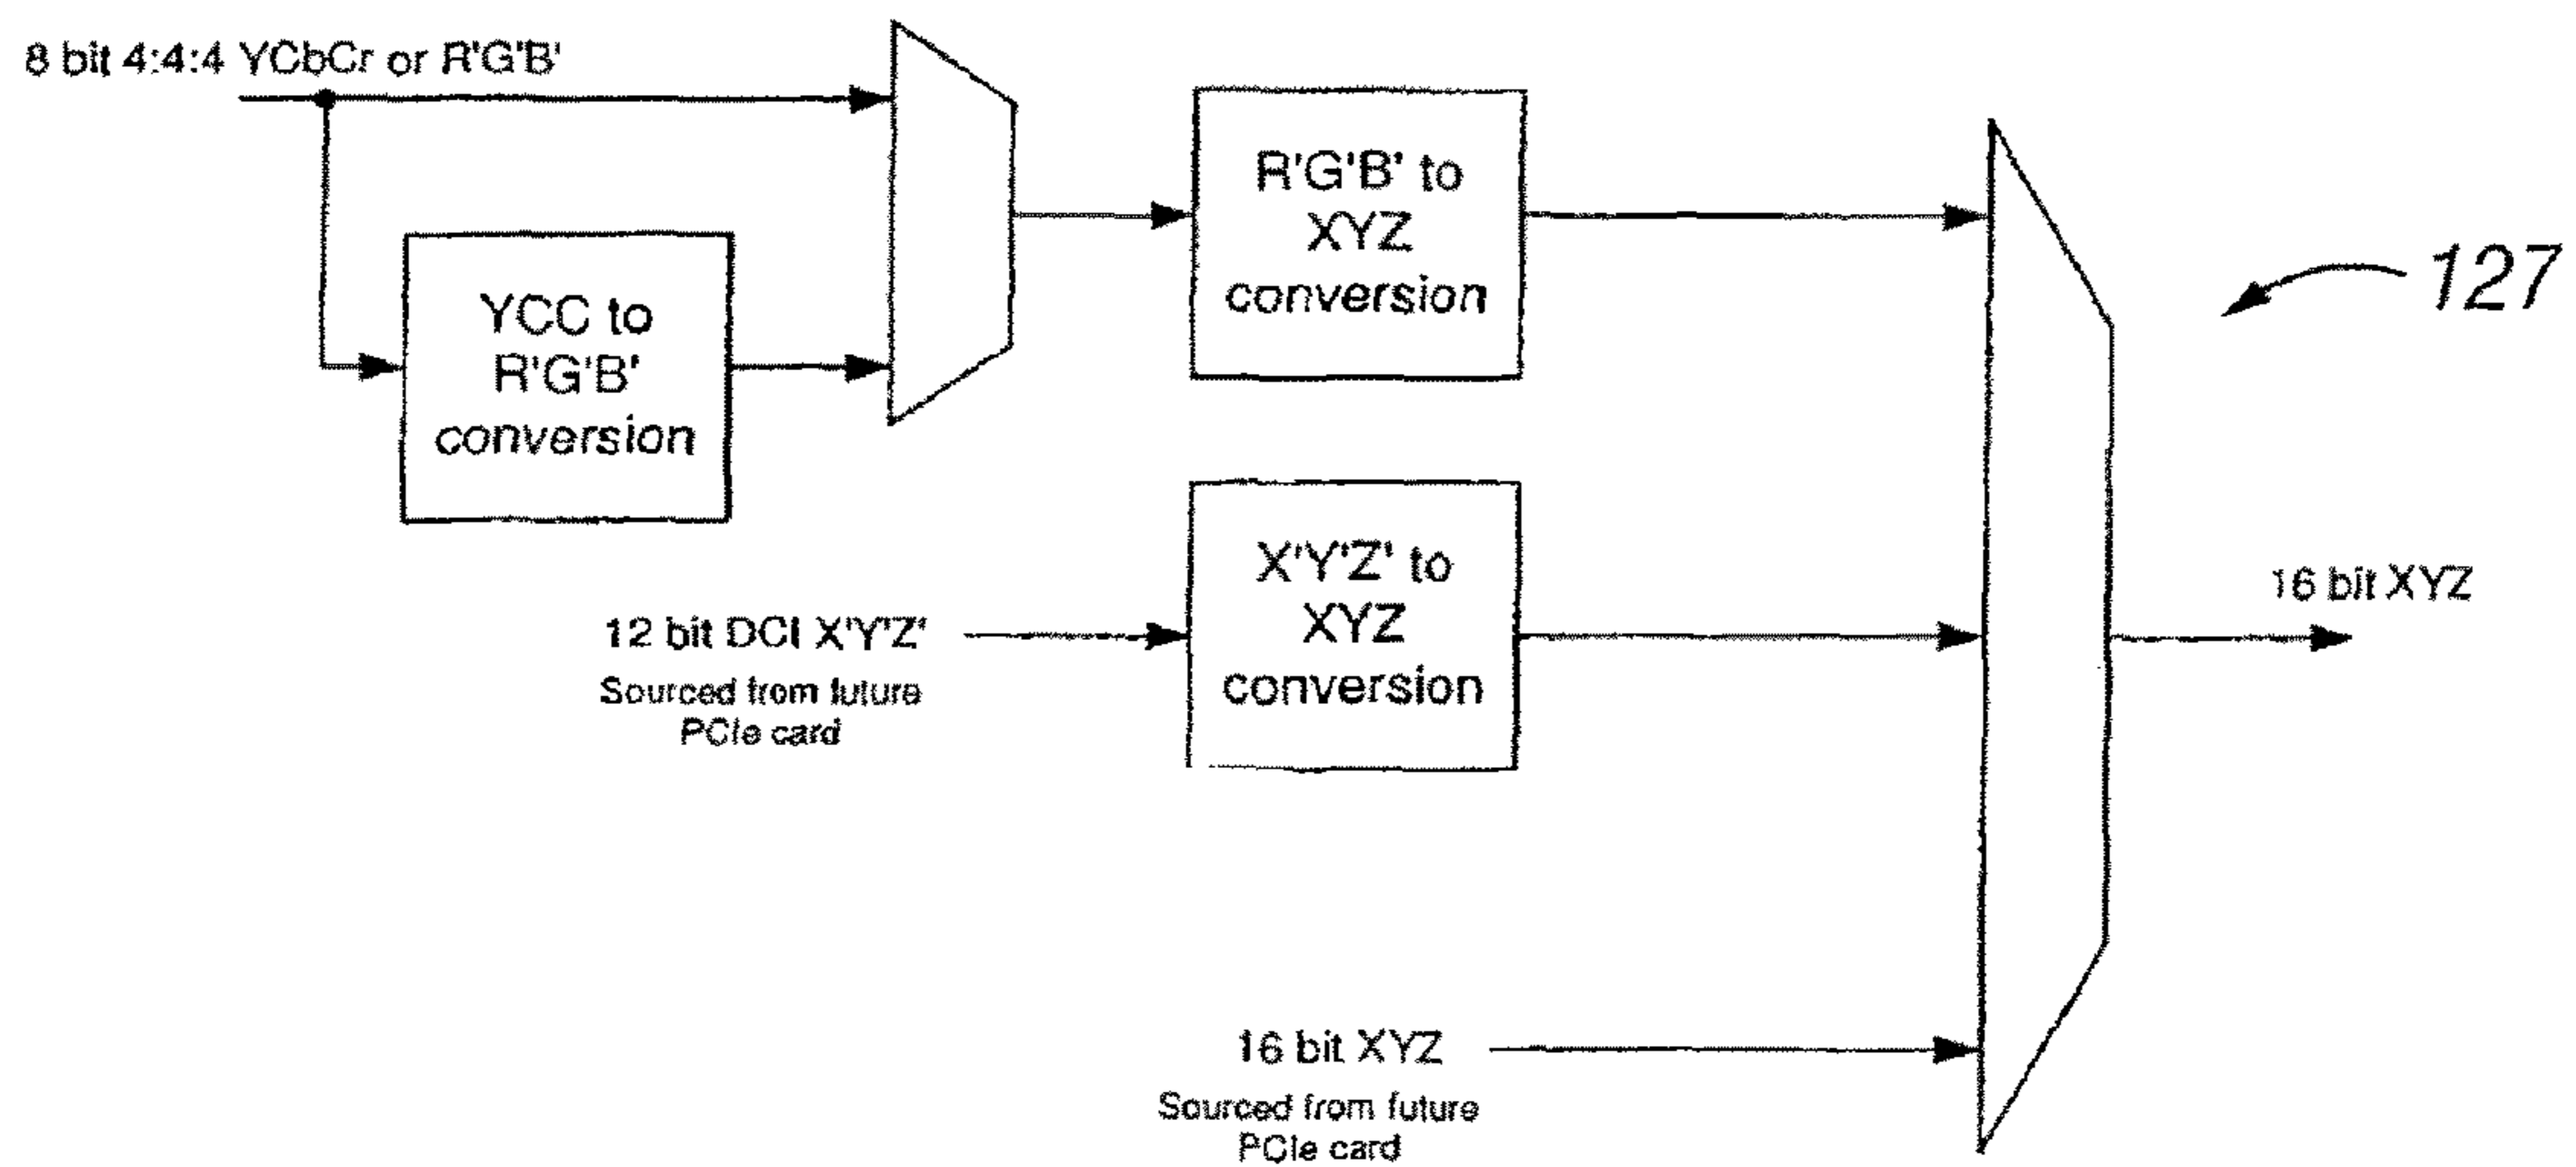 8 bit 4:4:4 YCbCr or R'G'B'
YCC to
R'G'B'
conversion
R'G'B' to
XYZ
conversion
127
X'Y'Z' to
XYZ
conversion
12 bit DCI X'Y'Z'
Sourced from future
PCIe card
16 bit XYZ
16 bit XYZ
Sourced from future
PCIe card